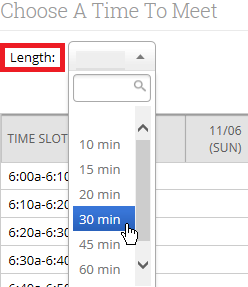 Choose A Time To Meet
Length:
10 min
15 min
20 min
30 min
45 min
60 min
TIME SLOT
11/06
(SUN)
6:00a-6:10
6:10a-6:20
6:20a-6:30
6:30a-6:40